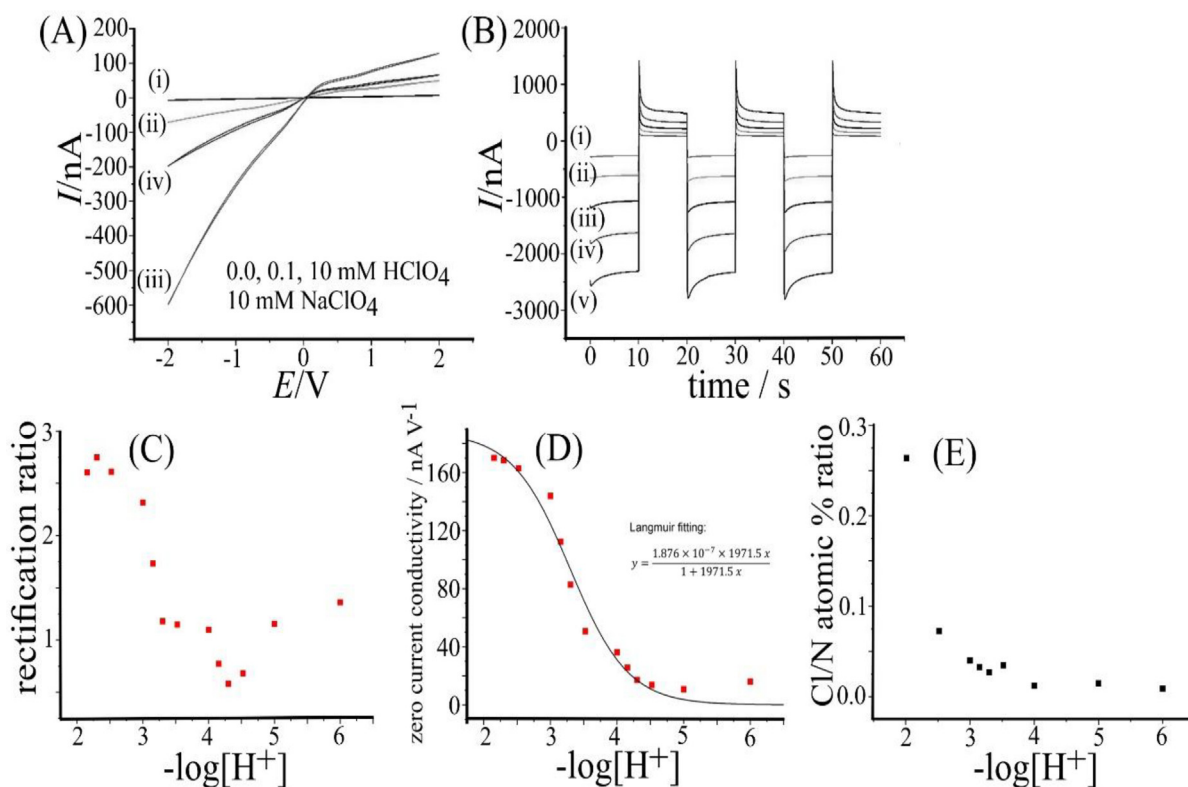 (A)
200
100
0
-100
-200
-300
-400
-500
-600
I/nA
(i)
(ii)
(iv)
(iii)
0.0, 0.1, 10 mM HClO4
10 mM NaClO4
-2 -1 0 1 2
E/V
(B)
2000
1000
0
-1000
-2000
-3000
I/nA
(i)
(ii)
(iii)
(iv)
(v)
0 10 20 30 40 50 60
time / s
(C)
3
2
1
rectification ratio
2 3 4 5 6
-log[H+]
(D)
160
120
80
40
0
zero current conductivity / nA V-1
Langmuir fitting:
y = 1.876 × 10⁻⁷ × 1971.5 x
1 + 1971.5 x
2 3 4 5 6
-log[H+]
(E)
0.3
0.2
0.1
0.0
Cl/N atomic % ratio
2 3 4 5 6
-log[H+]